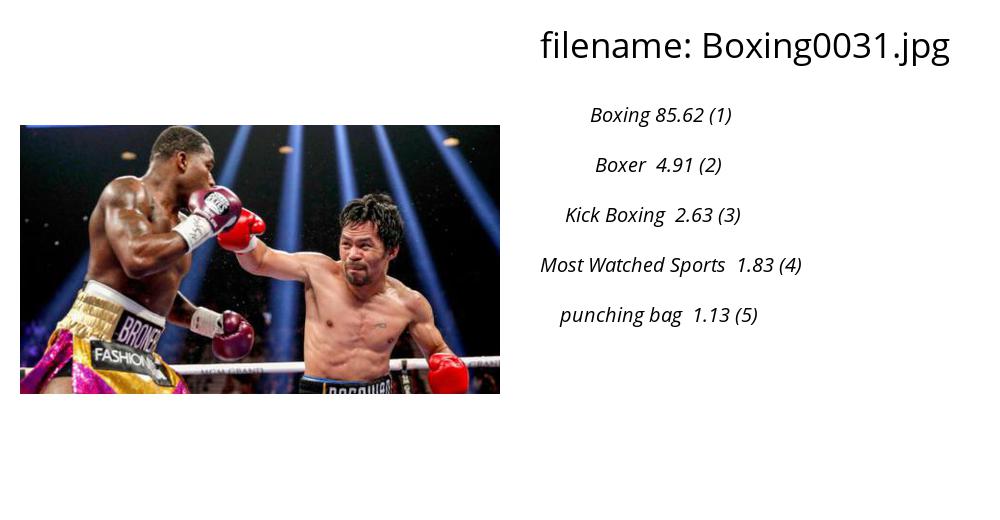 filename: Boxing0031.jpg
Boxing 85.62 (1)
Boxer 4.91 (2)
Kick Boxing 2.63 (3)
Most Watched Sports 1.83 (4)
punching bag 1.13 (5)
BRONER
FASHION
MGM GRAND
GRAND